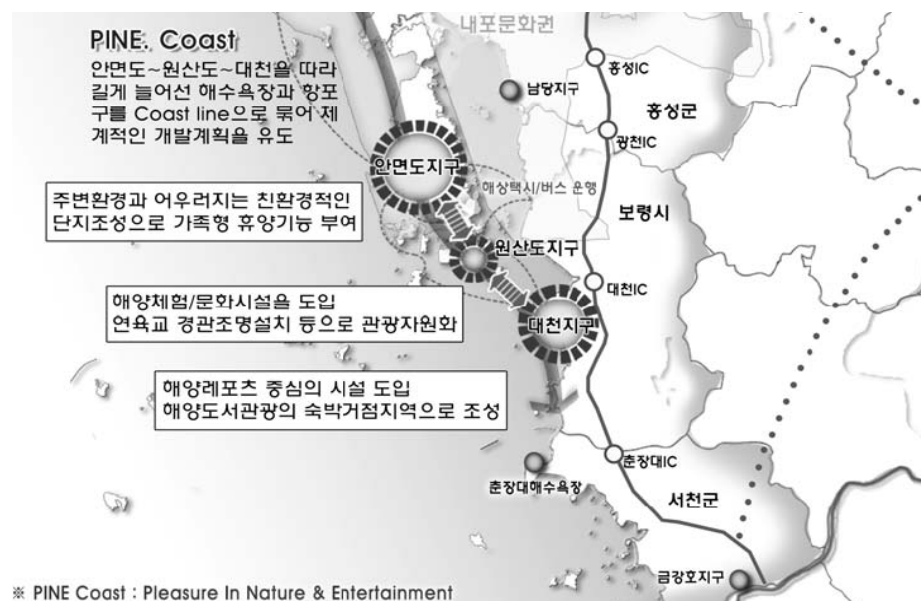 PINE. Coast
안면도~원산도~대천을 따라
길게 늘어선 해수욕장과 항포
구를 Coast line으로 묶어 체
계적인 개발계획을 유도
내포문화권
홍성IC
남당지구
홍성군
광천IC
안면도지구
해상택시/버스 운행
주변환경과 어우러지는 친환경적인
단지조성으로 가족형 휴양기능 부여
보령시
원산도지구
대천IC
해양체험/문화시설을 도입
연육교 경관조명설치 등으로 관광자원화
대천지구
해양레포츠 중심의 시설 도입
해양도서관광의 숙박거점지역으로 조성
춘장대IC
춘장대해수욕장
서천군
금강호지구
※ PINE Coast : Pleasure In Nature & Entertainment